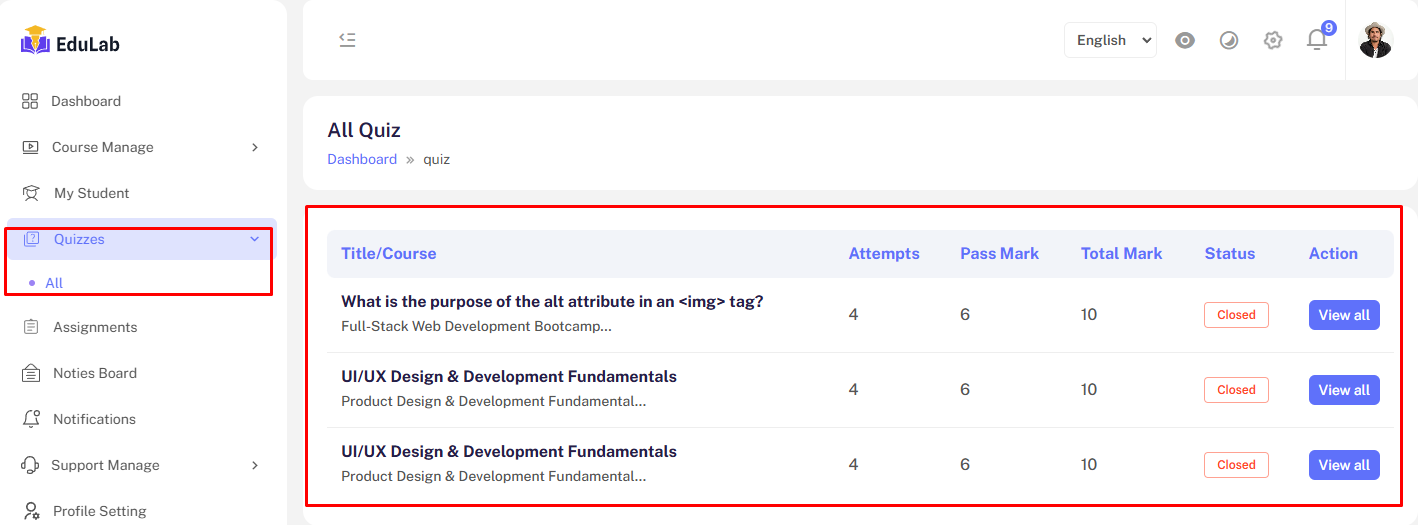 EduLab
Dashboard
Course Manage
My Student
Quizzes
All
Assignments
Noties Board
Notifications
Support Manage
Profile Setting
English
9
All Quiz
Dashboard » quiz
Title/Course Attempts Pass Mark Total Mark Status Action
What is the purpose of the alt attribute in an <img> tag?
Full-Stack Web Development Bootcamp...
4 6 10 Closed View all
UI/UX Design & Development Fundamentals
Product Design & Development Fundamental...
4 6 10 Closed View all
UI/UX Design & Development Fundamentals
Product Design & Development Fundamental...
4 6 10 Closed View all